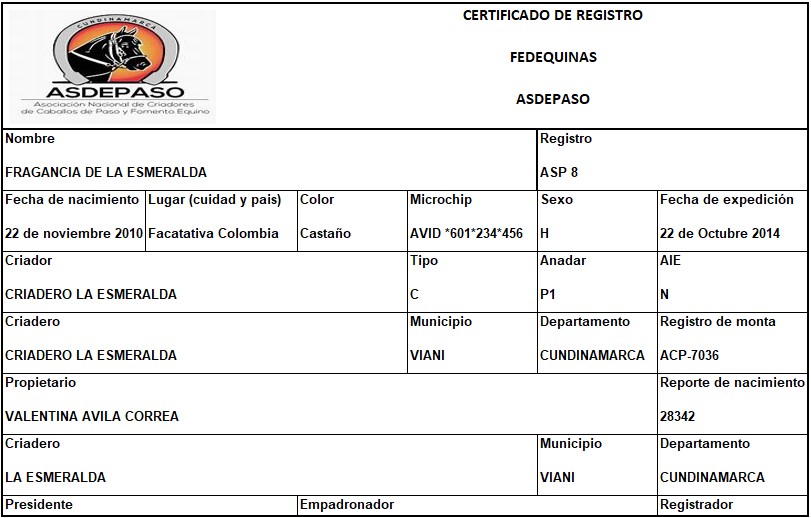 CUNDINAMARCA
ASDEPASO
Asociación Nacional de Criadores
de Caballos de Paso y Fomento Equino
CERTIFICADO DE REGISTRO
FEDEQUINAS
ASDEPASO
Nombre Registro
FRAGANCIA DE LA ESMERALDA ASP 8
Fecha de nacimiento Lugar (cuidad y pais) Color Microchip Sexo Fecha de expedición
22 de noviembre 2010 Facatativa Colombia Castaño AVID *601*234*456 H 22 de Octubre 2014
Criador Tipo Anadar AIE
CRIADERO LA ESMERALDA C P1 N
Criadero Municipio Departamento Registro de monta
CRIADERO LA ESMERALDA VIANI CUNDINAMARCA ACP-7036
Propietario Reporte de nacimiento
VALENTINA AVILA CORREA 28342
Criadero Municipio Departamento
LA ESMERALDA VIANI CUNDINAMARCA
Presidente Empadronador Registrador